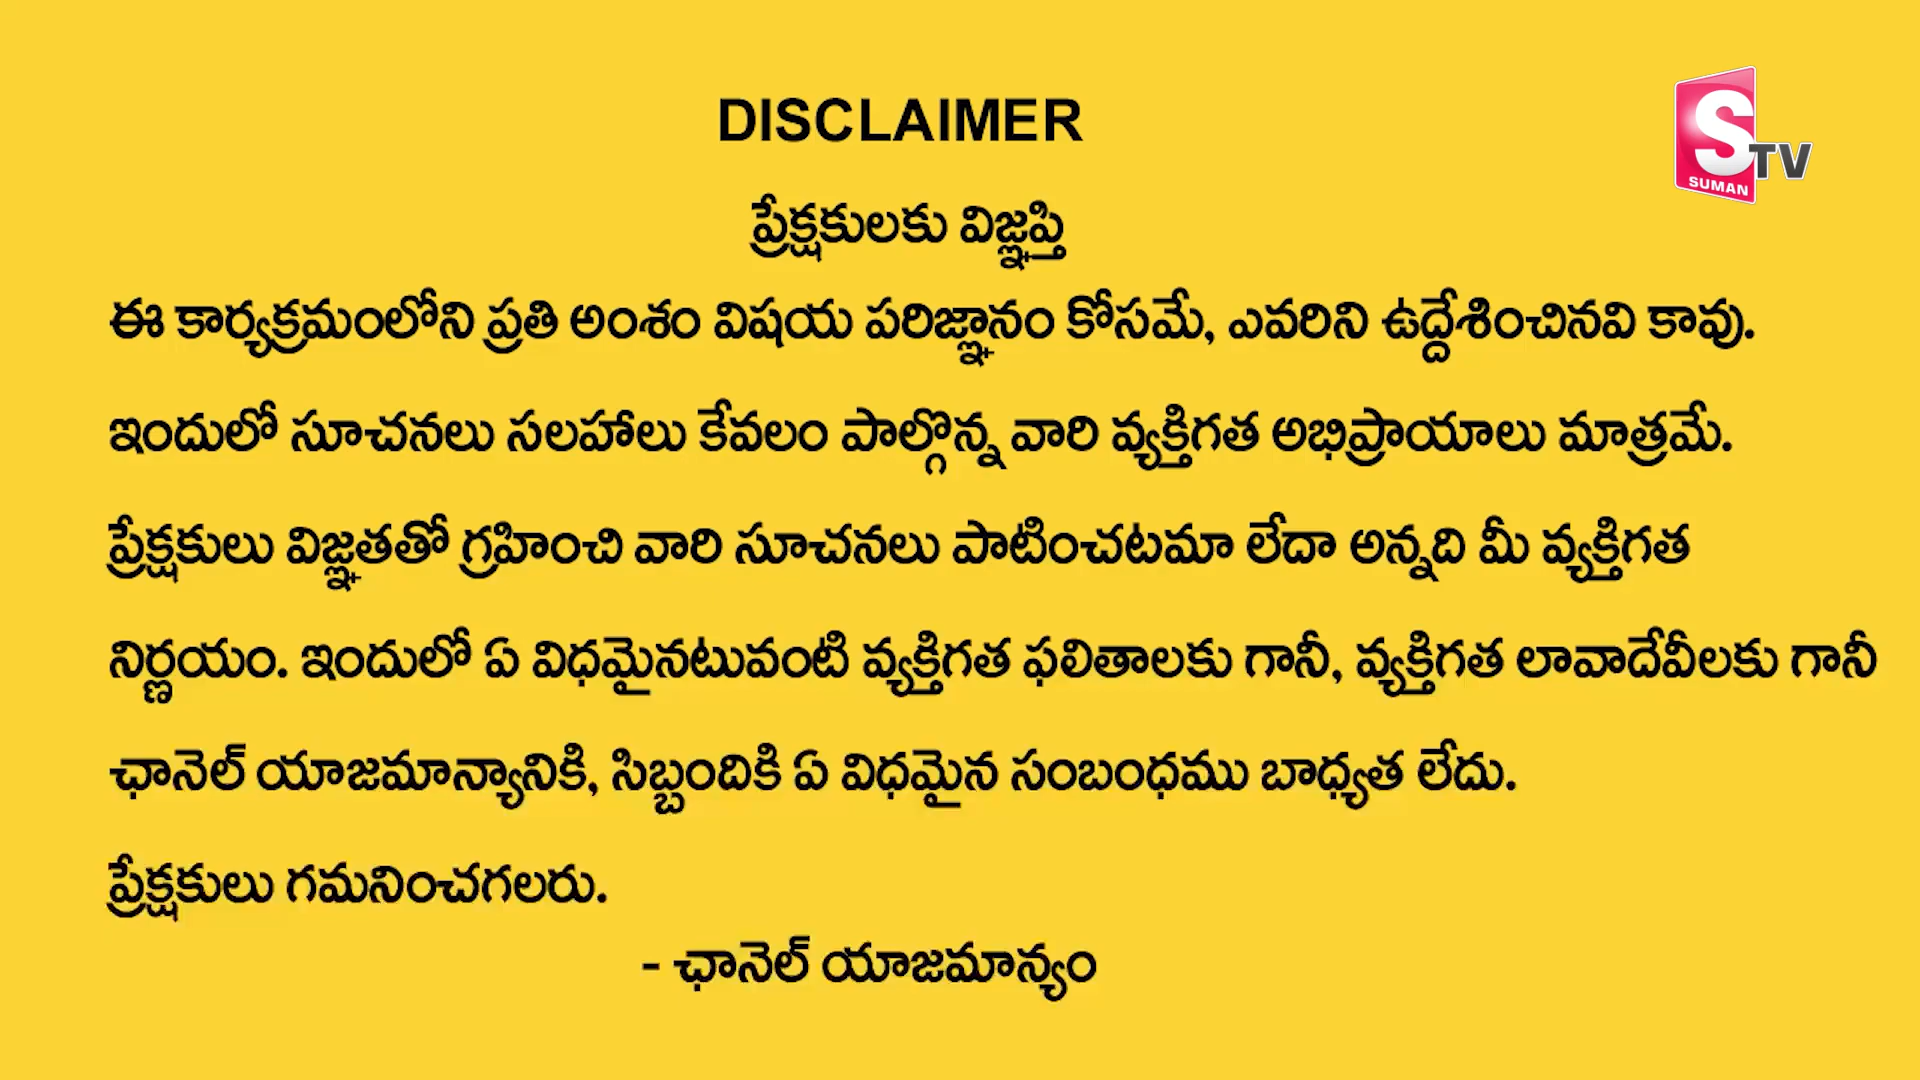 DISCLAIMER
S
TV
SUMAN
ప్రేక్షకులకు విజ్ఞప్తి
ఈ కార్యక్రమంలోని ప్రతి అంశం విషయ పరిజ్ఞానం కోసమే, ఎవరిని ఉద్దేశించినవి కావు.
ఇందులో సూచనలు సలహాలు కేవలం పాల్గొన్న వారి వ్యక్తిగత అభిప్రాయాలు మాత్రమే.
ప్రేక్షకులు విజ్ఞతతో గ్రహించి వారి సూచనలు పాటించటమా లేదా అన్నది మీ వ్యక్తిగత
నిర్ణయం. ఇందులో ఏ విధమైనటువంటి వ్యక్తిగత ఫలితాలకు గానీ, వ్యక్తిగత లావాదేవీలకు గానీ
ఛానెల్ యాజమాన్యానికి, సిబ్బందికి ఏ విధమైన సంబంధము బాధ్యత లేదు.
ప్రేక్షకులు గమనించగలరు.
- ఛానెల్ యాజమాన్యం